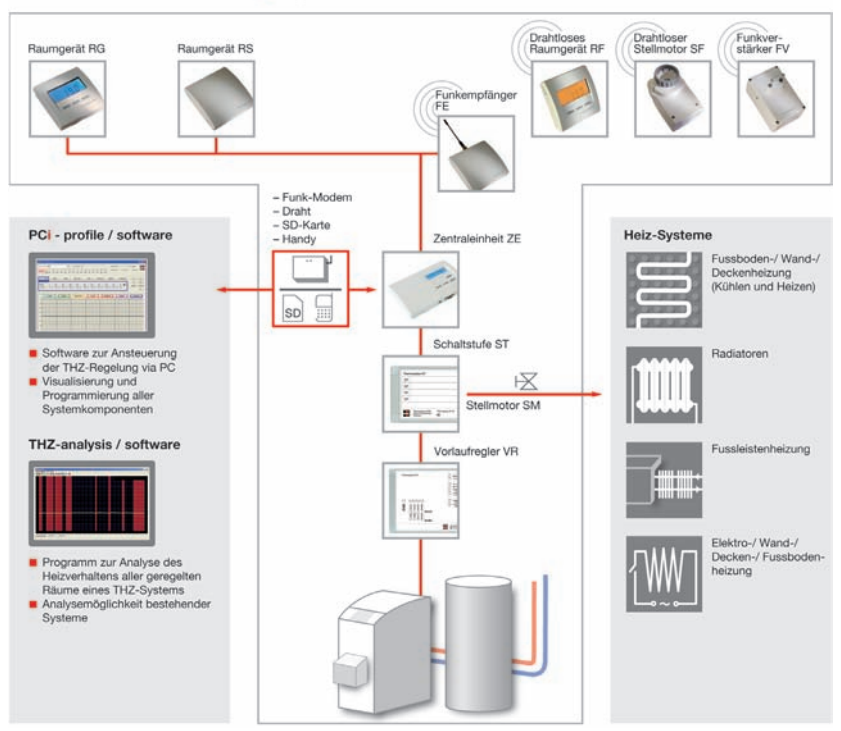 Raumgerät RG
Raumgerät RS
Funkempfänger
FE
Drahtloses
Raumgerät RF
Drahtloser
Stellmotor SF
Funkver-
stärker FV
– Funk-Modem
– Draht
– SD-Karte
– Handy
SD
PCi - profile / software
Software zur Ansteuerung
der THZ-Regelung via PC
Visualisierung und
Programmierung aller
Systemkomponenten
THZ-analysis / software
Programm zur Analyse des
Heizverhaltens aller geregelten
Räume eines THZ-Systems
Analysemöglichkeit bestehender
Systeme
Zentraleinheit ZE
Schaltstufe ST
Stellmotor SM
Vorlaufregler VR
Heiz-Systeme
Fussboden-/ Wand-/
Deckenheizung
(Kühlen und Heizen)
Radiatoren
Fussleistenheizung
Elektro-/ Wand-/
Decken-/ Fussboden-
heizung